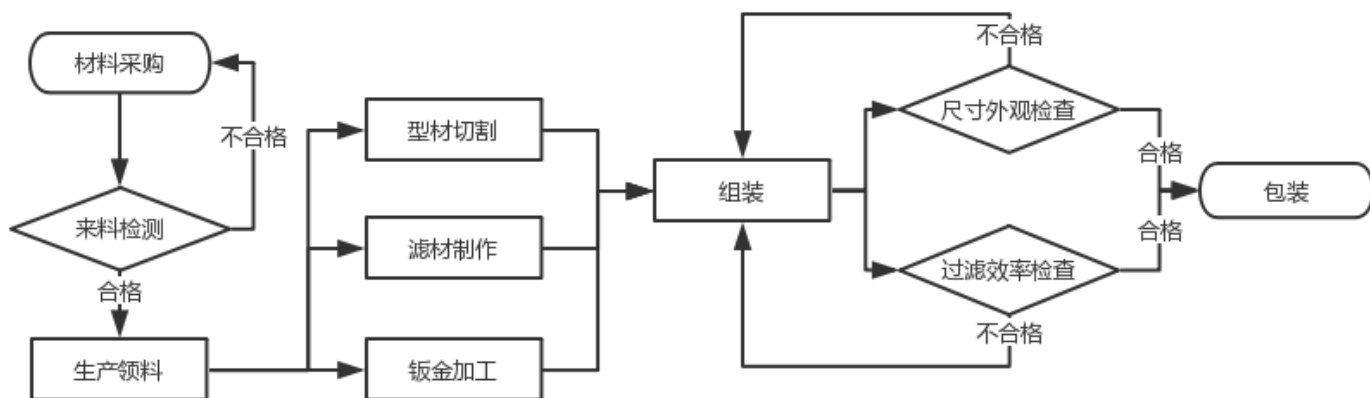 材料采购
不合格
来料检测
合格
生产领料
型材切割
滤材制作
钣金加工
组装
不合格
尺寸外观检查
合格
包装
合格
过滤效率检查
不合格